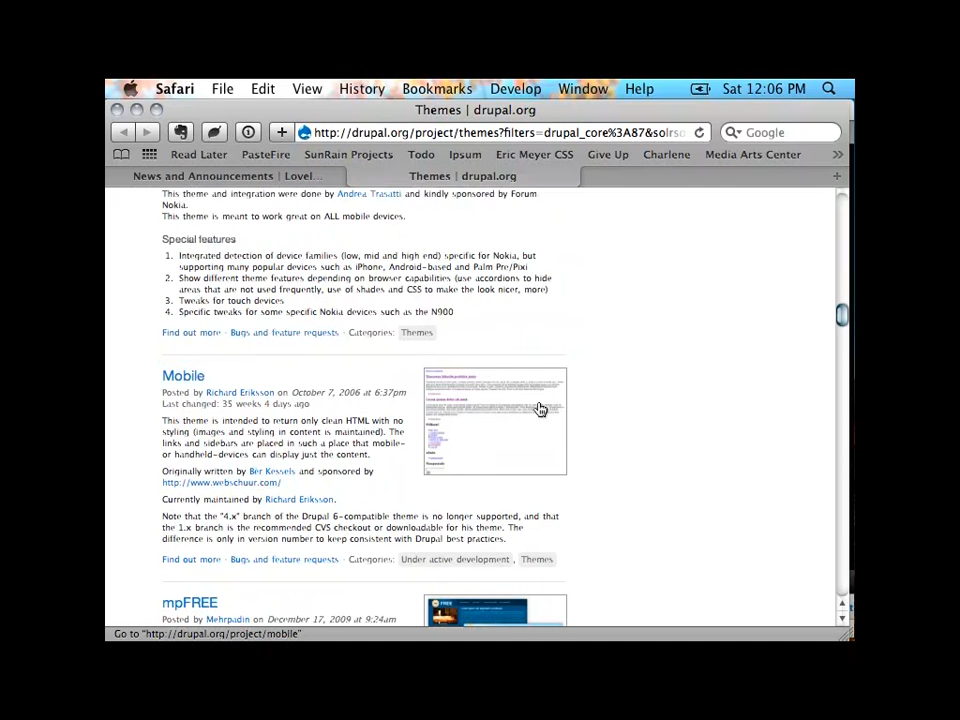 Safari File Edit View History Bookmarks Develop Window Help Sat 12:06 PM
Themes | drupal.org
http://drupal.org/project/themes?filters=drupal_core%3A87&solrso Google
Read Later PasteFire SunRain Projects Todo Ipsum Eric Meyer CSS Give Up Charlene Media Arts Center
News and Announcements | Lovel... Themes | drupal.org
This theme and integration were done by Andrea Trasatti and kindly sponsored by Forum
Nokia.
This theme is meant to work great on ALL mobile devices.
Special features
1. Integrated detection of device families (low, mid and high end) specific for Nokia, but
supporting many popular devices such as iPhone, Android-based and Palm Pre/Pixi
2. Show different theme features depending on browser capabilities (use accordions to hide
areas that are not used frequently, use of shades and CSS to make the look nicer, more)
3. Tweaks for touch devices
4. Specific tweaks for some specific Nokia devices such as the N900
Find out more · Bugs and feature requests · Categories: Themes
Mobile
Posted by Richard Eriksson on October 7, 2006 at 6:37pm
Last changed: 35 weeks 4 days ago
This theme is intended to return only clean HTML with no
styling (images and styling in content is maintained). The
links and sidebars are placed in such a place that mobile-
or handheld-devices can display just the content.
Originally written by Bèr Kessels and sponsored by
http://www.webschuur.com/
Currently maintained by Richard Eriksson.
Note that the "4.x" branch of the Drupal 6-compatible theme is no longer supported, and that
the 1.x branch is the recommended CVS checkout or downloadable for his theme. The
difference is only in version number to keep consistent with Drupal best practices.
Find out more · Bugs and feature requests · Categories: Under active development , Themes
mpFREE
Posted by Mehrpadin on December 17, 2009 at 9:24am
FREE
Go to "http://drupal.org/project/mobile"